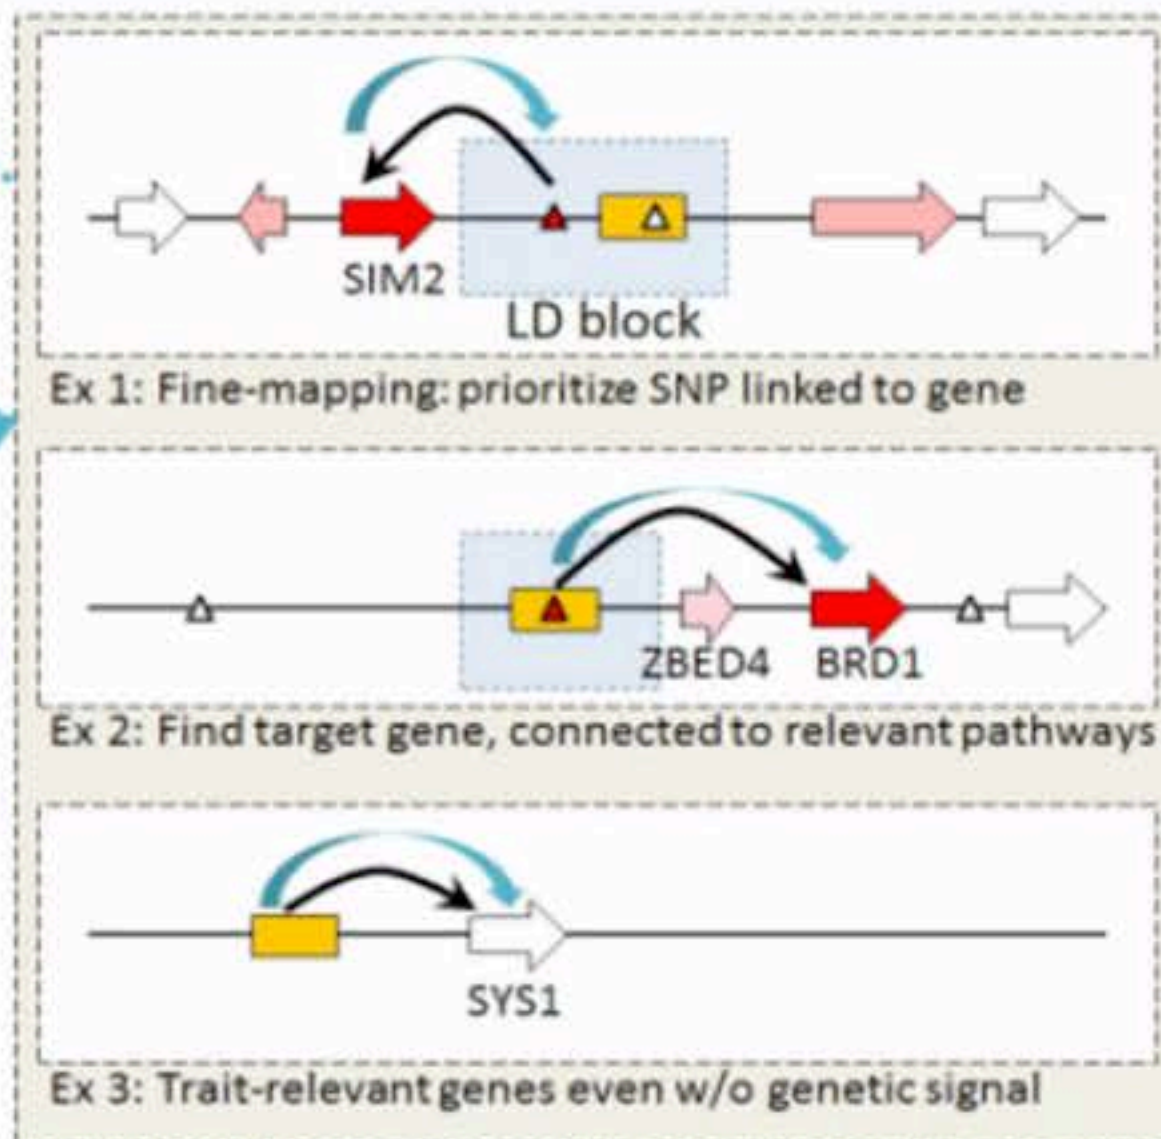 SIM2
LD block
Ex 1: Fine-mapping: prioritize SNP linked to gene
ZBED4 BRD1
Ex 2: Find target gene, connected to relevant pathways
SYS1
Ex 3: Trait-relevant genes even w/o genetic signal